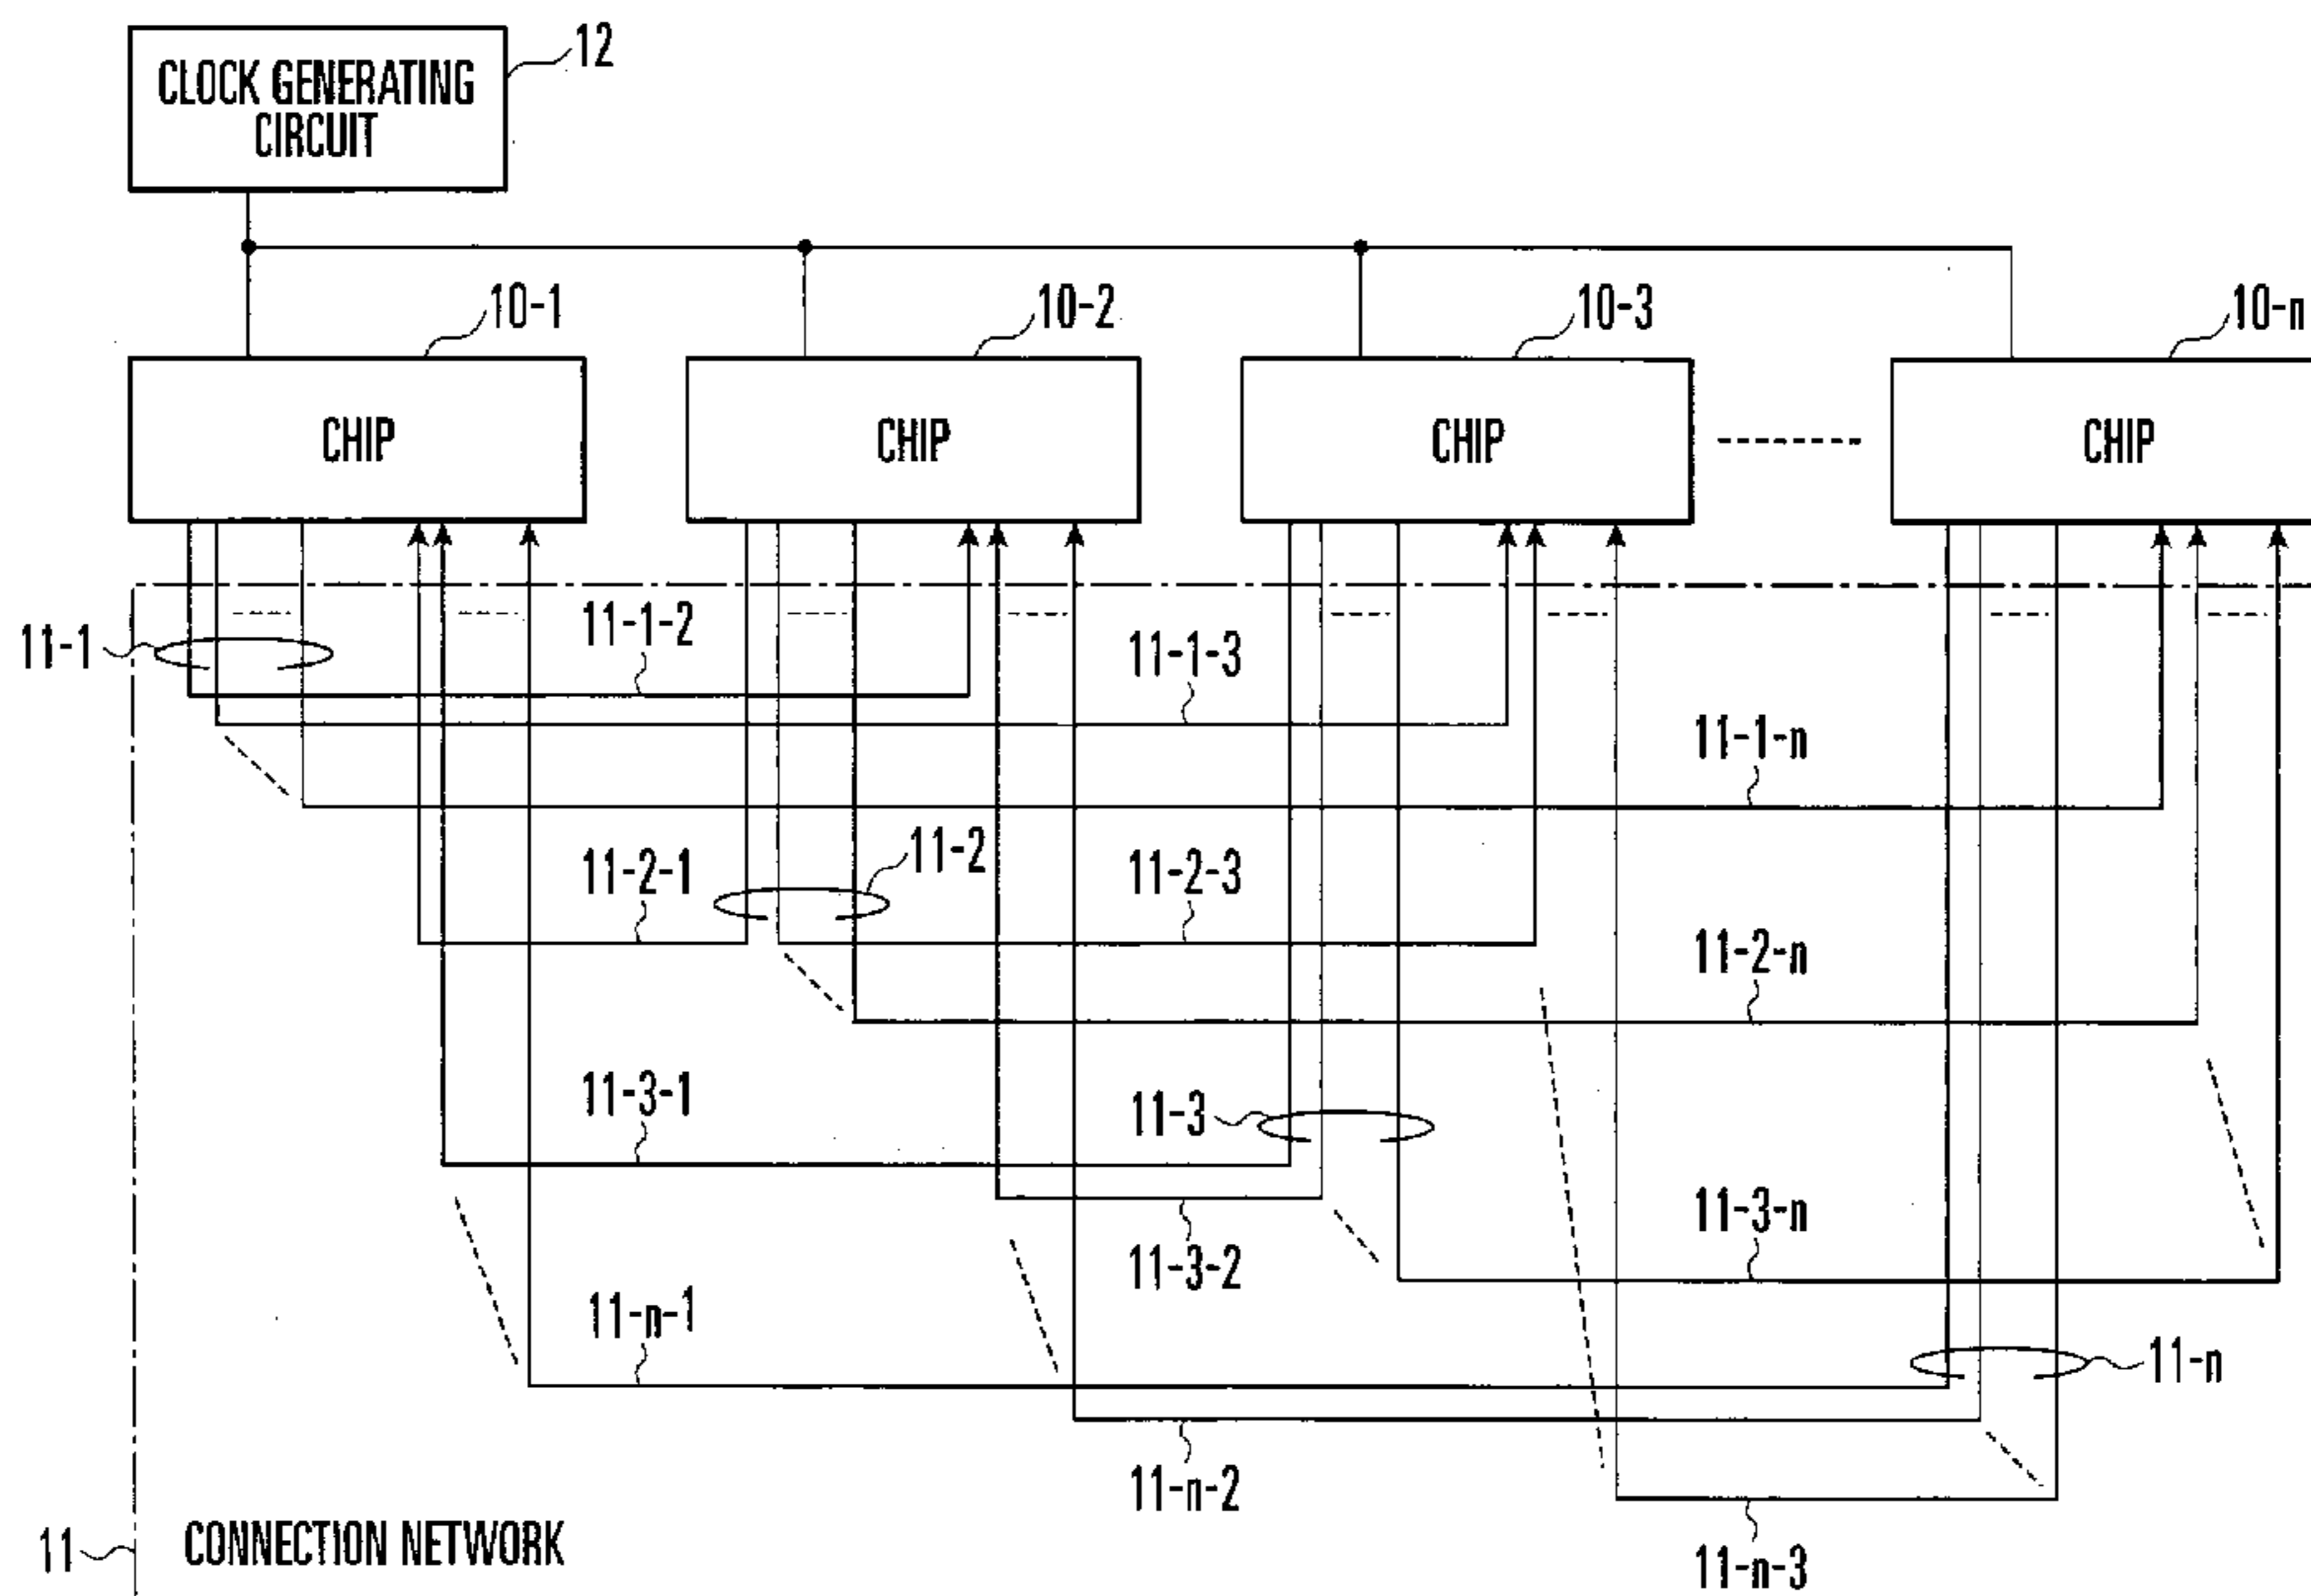 CLOCK GENERATING
CIRCUIT
12
10-1
10-2
10-3
10-n
CHIP
CHIP
CHIP
CHIP
11-1
11-1-2
11-1-3
11-1-n
11-2-1
11-2
11-2-3
11-2-n
11-3-1
11-3
11-3-n
11-3-2
11-n-1
11-n
11-n-2
11
CONNECTION NETWORK
11-n-3